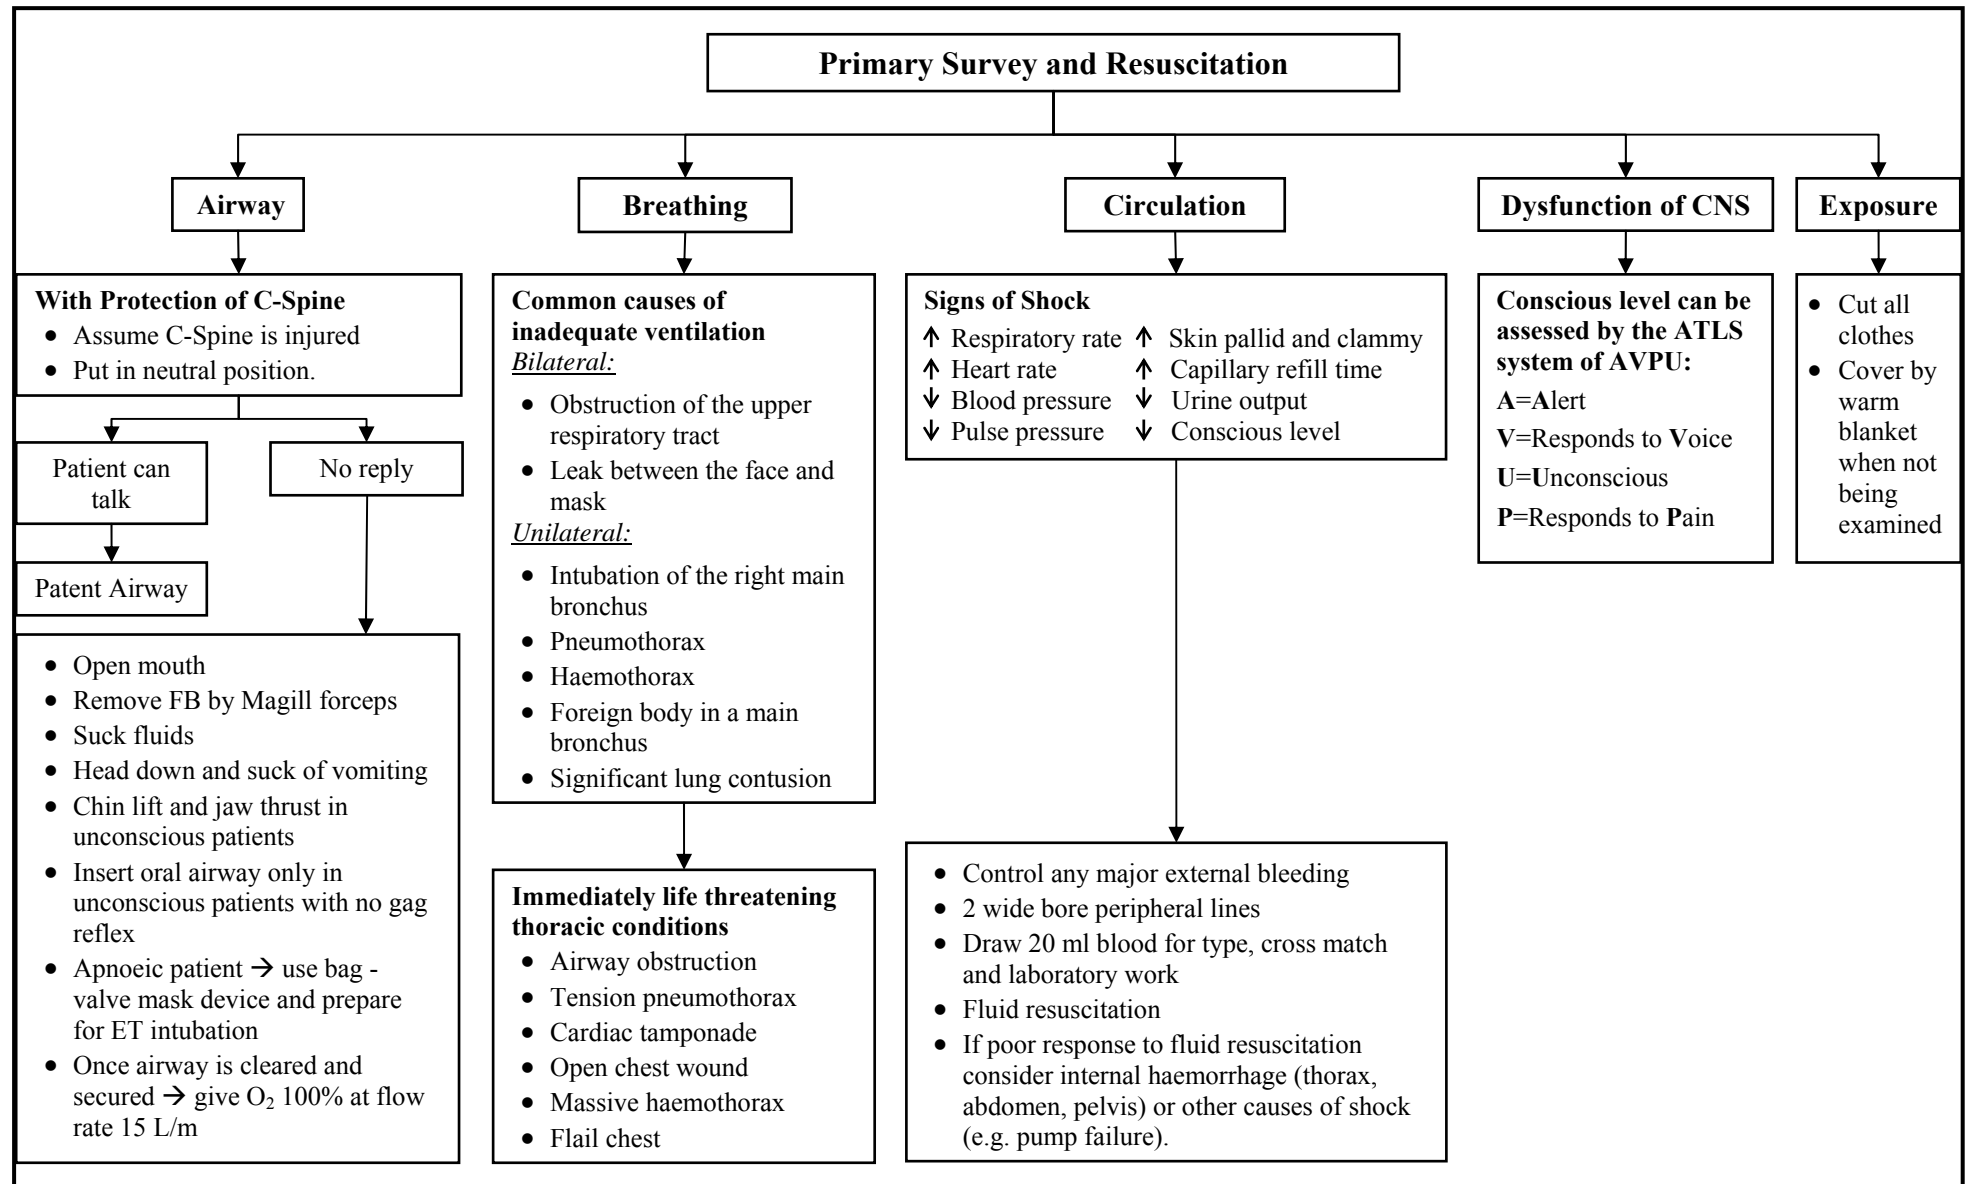 Primary Survey and Resuscitation
Airway
With Protection of C-Spine
• Assume C-Spine is injured
• Put in neutral position.
Patient can
talk
Patent Airway
No reply
• Open mouth
• Remove FB by Magill forceps
• Suck fluids
• Head down and suck of vomiting
• Chin lift and jaw thrust in
unconscious patients
• Insert oral airway only in
unconscious patients with no gag
reflex
• Apnoeic patient → use bag -
valve mask device and prepare
for ET intubation
• Once airway is cleared and
secured → give O₂ 100% at flow
rate 15 L/m
Breathing
Common causes of
inadequate ventilation
Bilateral:
• Obstruction of the upper
respiratory tract
• Leak between the face and
mask
Unilateral:
• Intubation of the right main
bronchus
• Pneumothorax
• Haemothorax
• Foreign body in a main
bronchus
• Significant lung contusion
Immediately life threatening
thoracic conditions
• Airway obstruction
• Tension pneumothorax
• Cardiac tamponade
• Open chest wound
• Massive haemothorax
• Flail chest
Circulation
Signs of Shock
↑ Respiratory rate ↑ Skin pallid and clammy
↑ Heart rate ↑ Capillary refill time
↓ Blood pressure ↓ Urine output
↓ Pulse pressure ↓ Conscious level
• Control any major external bleeding
• 2 wide bore peripheral lines
• Draw 20 ml blood for type, cross match
and laboratory work
• Fluid resuscitation
• If poor response to fluid resuscitation
consider internal haemorrhage (thorax,
abdomen, pelvis) or other causes of shock
(e.g. pump failure).
Dysfunction of CNS
Conscious level can be
assessed by the ATLS
system of AVPU:
A=Alert
V=Responds to Voice
U=Unconscious
P=Responds to Pain
Exposure
• Cut all
clothes
• Cover by
warm
blanket
when not
being
examined